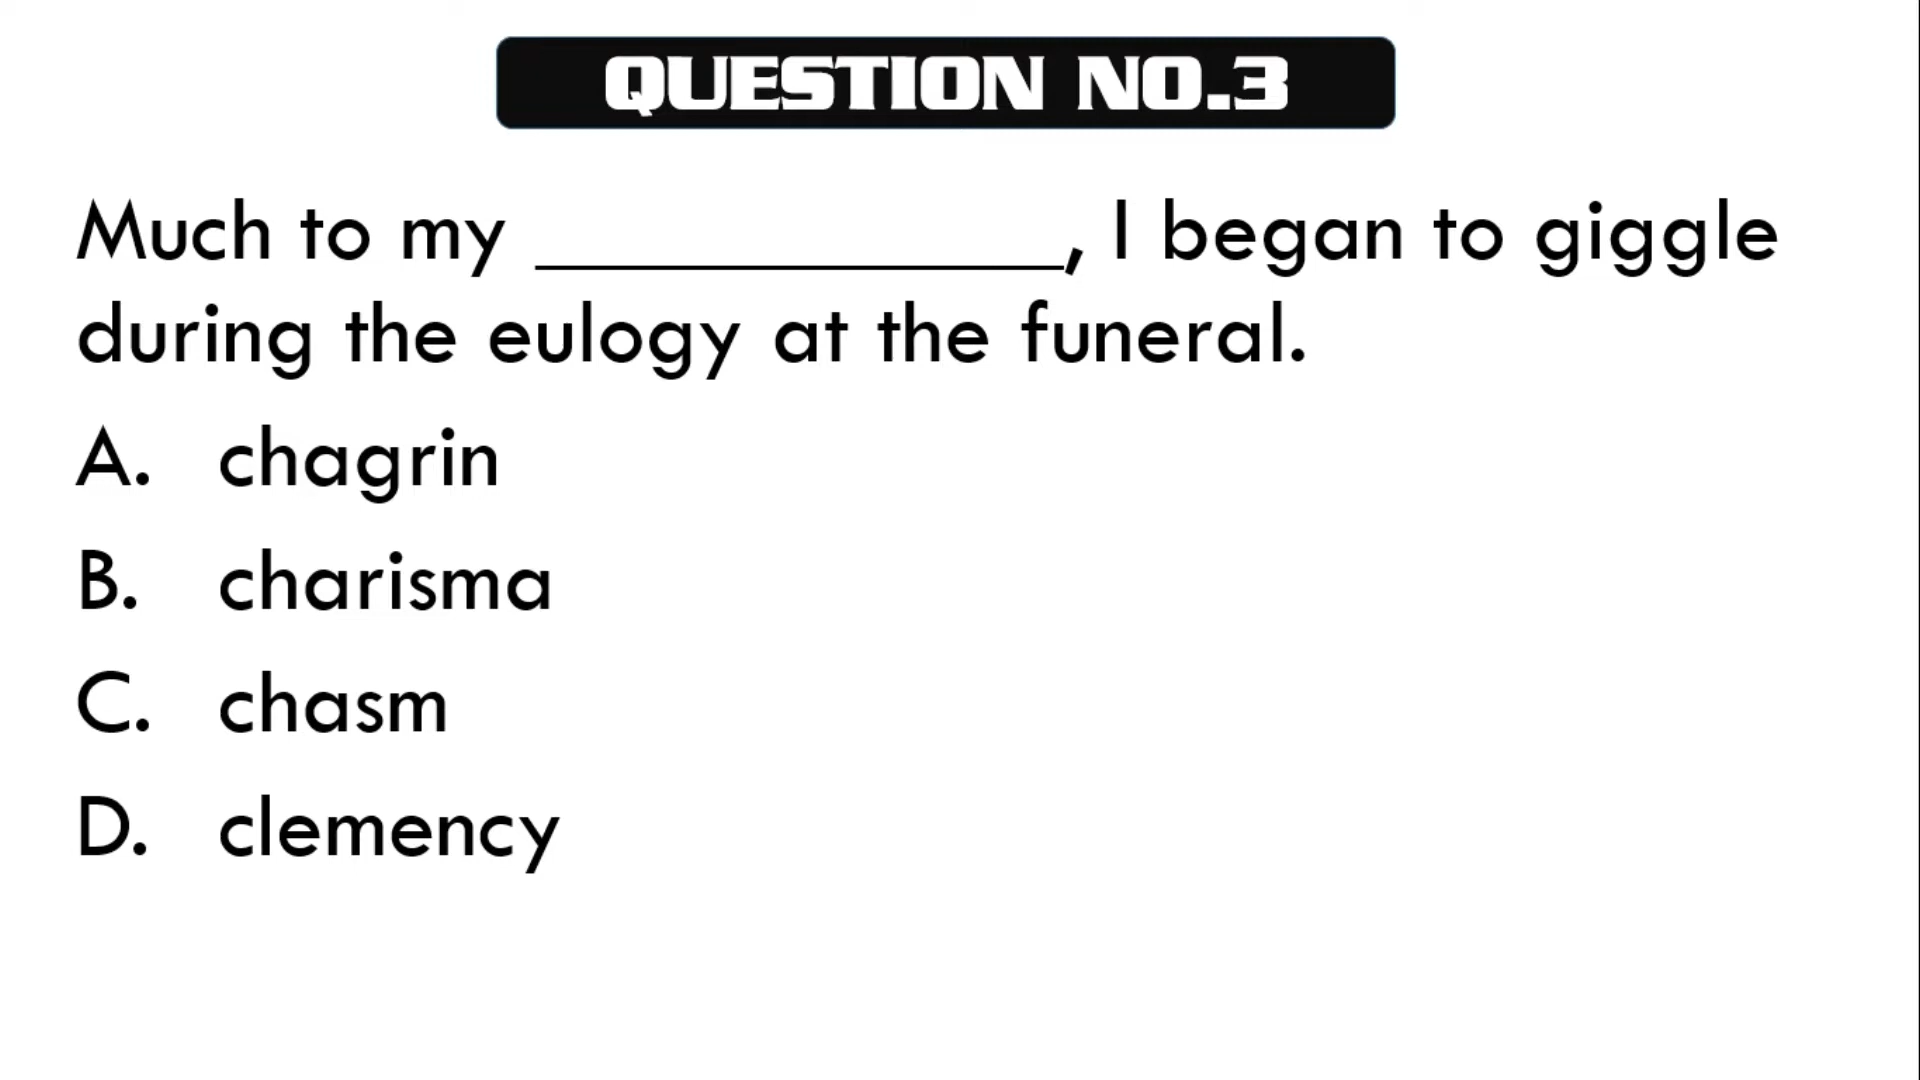 QUESTION NO.3
Much to my ____________, I began to giggle
during the eulogy at the funeral.
A. chagrin
B. charisma
C. chasm
D. clemency